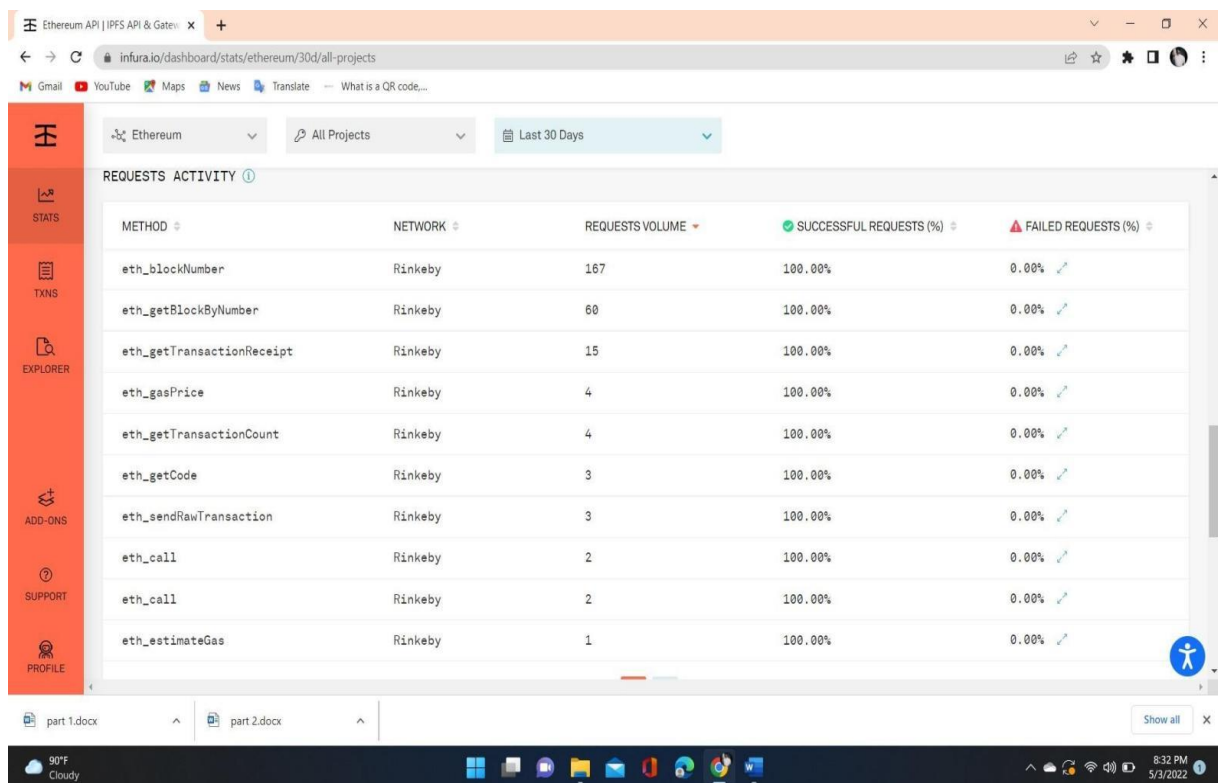 Ethereum API | IPFS API & Gatew
infura.io/dashboard/stats/ethereum/30d/all-projects
Gmail YouTube Maps News Translate What is a QR code,...
Ethereum All Projects Last 30 Days
REQUESTS ACTIVITY
STATS
TXNS
EXPLORER
ADD-ONS
SUPPORT
PROFILE
METHOD NETWORK REQUESTS VOLUME SUCCESSFUL REQUESTS (%) FAILED REQUESTS (%)
eth_blockNumber Rinkeby 167 100.00% 0.00%
eth_getBlockByNumber Rinkeby 60 100.00% 0.00%
eth_getTransactionReceipt Rinkeby 15 100.00% 0.00%
eth_gasPrice Rinkeby 4 100.00% 0.00%
eth_getTransactionCount Rinkeby 4 100.00% 0.00%
eth_getCode Rinkeby 3 100.00% 0.00%
eth_sendRawTransaction Rinkeby 3 100.00% 0.00%
eth_call Rinkeby 2 100.00% 0.00%
eth_call Rinkeby 2 100.00% 0.00%
eth_estimateGas Rinkeby 1 100.00% 0.00%
part 1.docx part 2.docx Show all
90°F
Cloudy
8:32 PM
5/3/2022
1